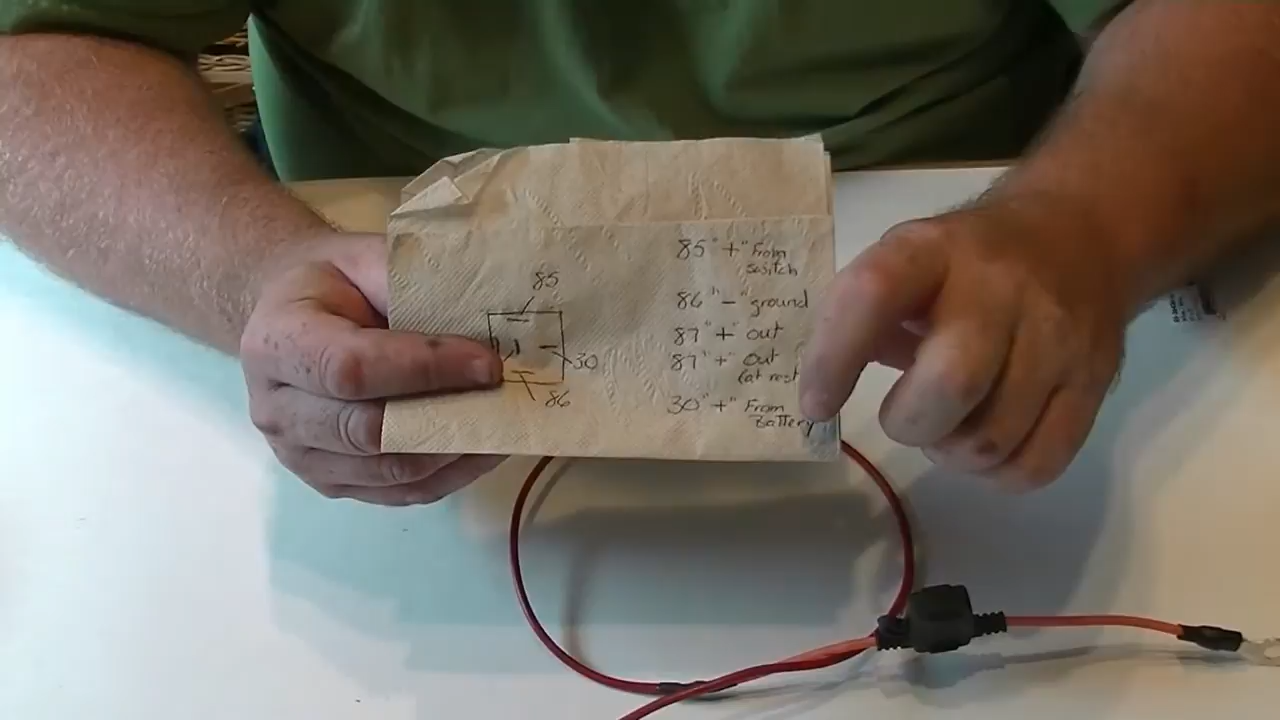 85 "+" From
switch
86 "-" ground
87 "+" out
87 "+" Out
(at rest
30 "+" From
Battery
85
30
86